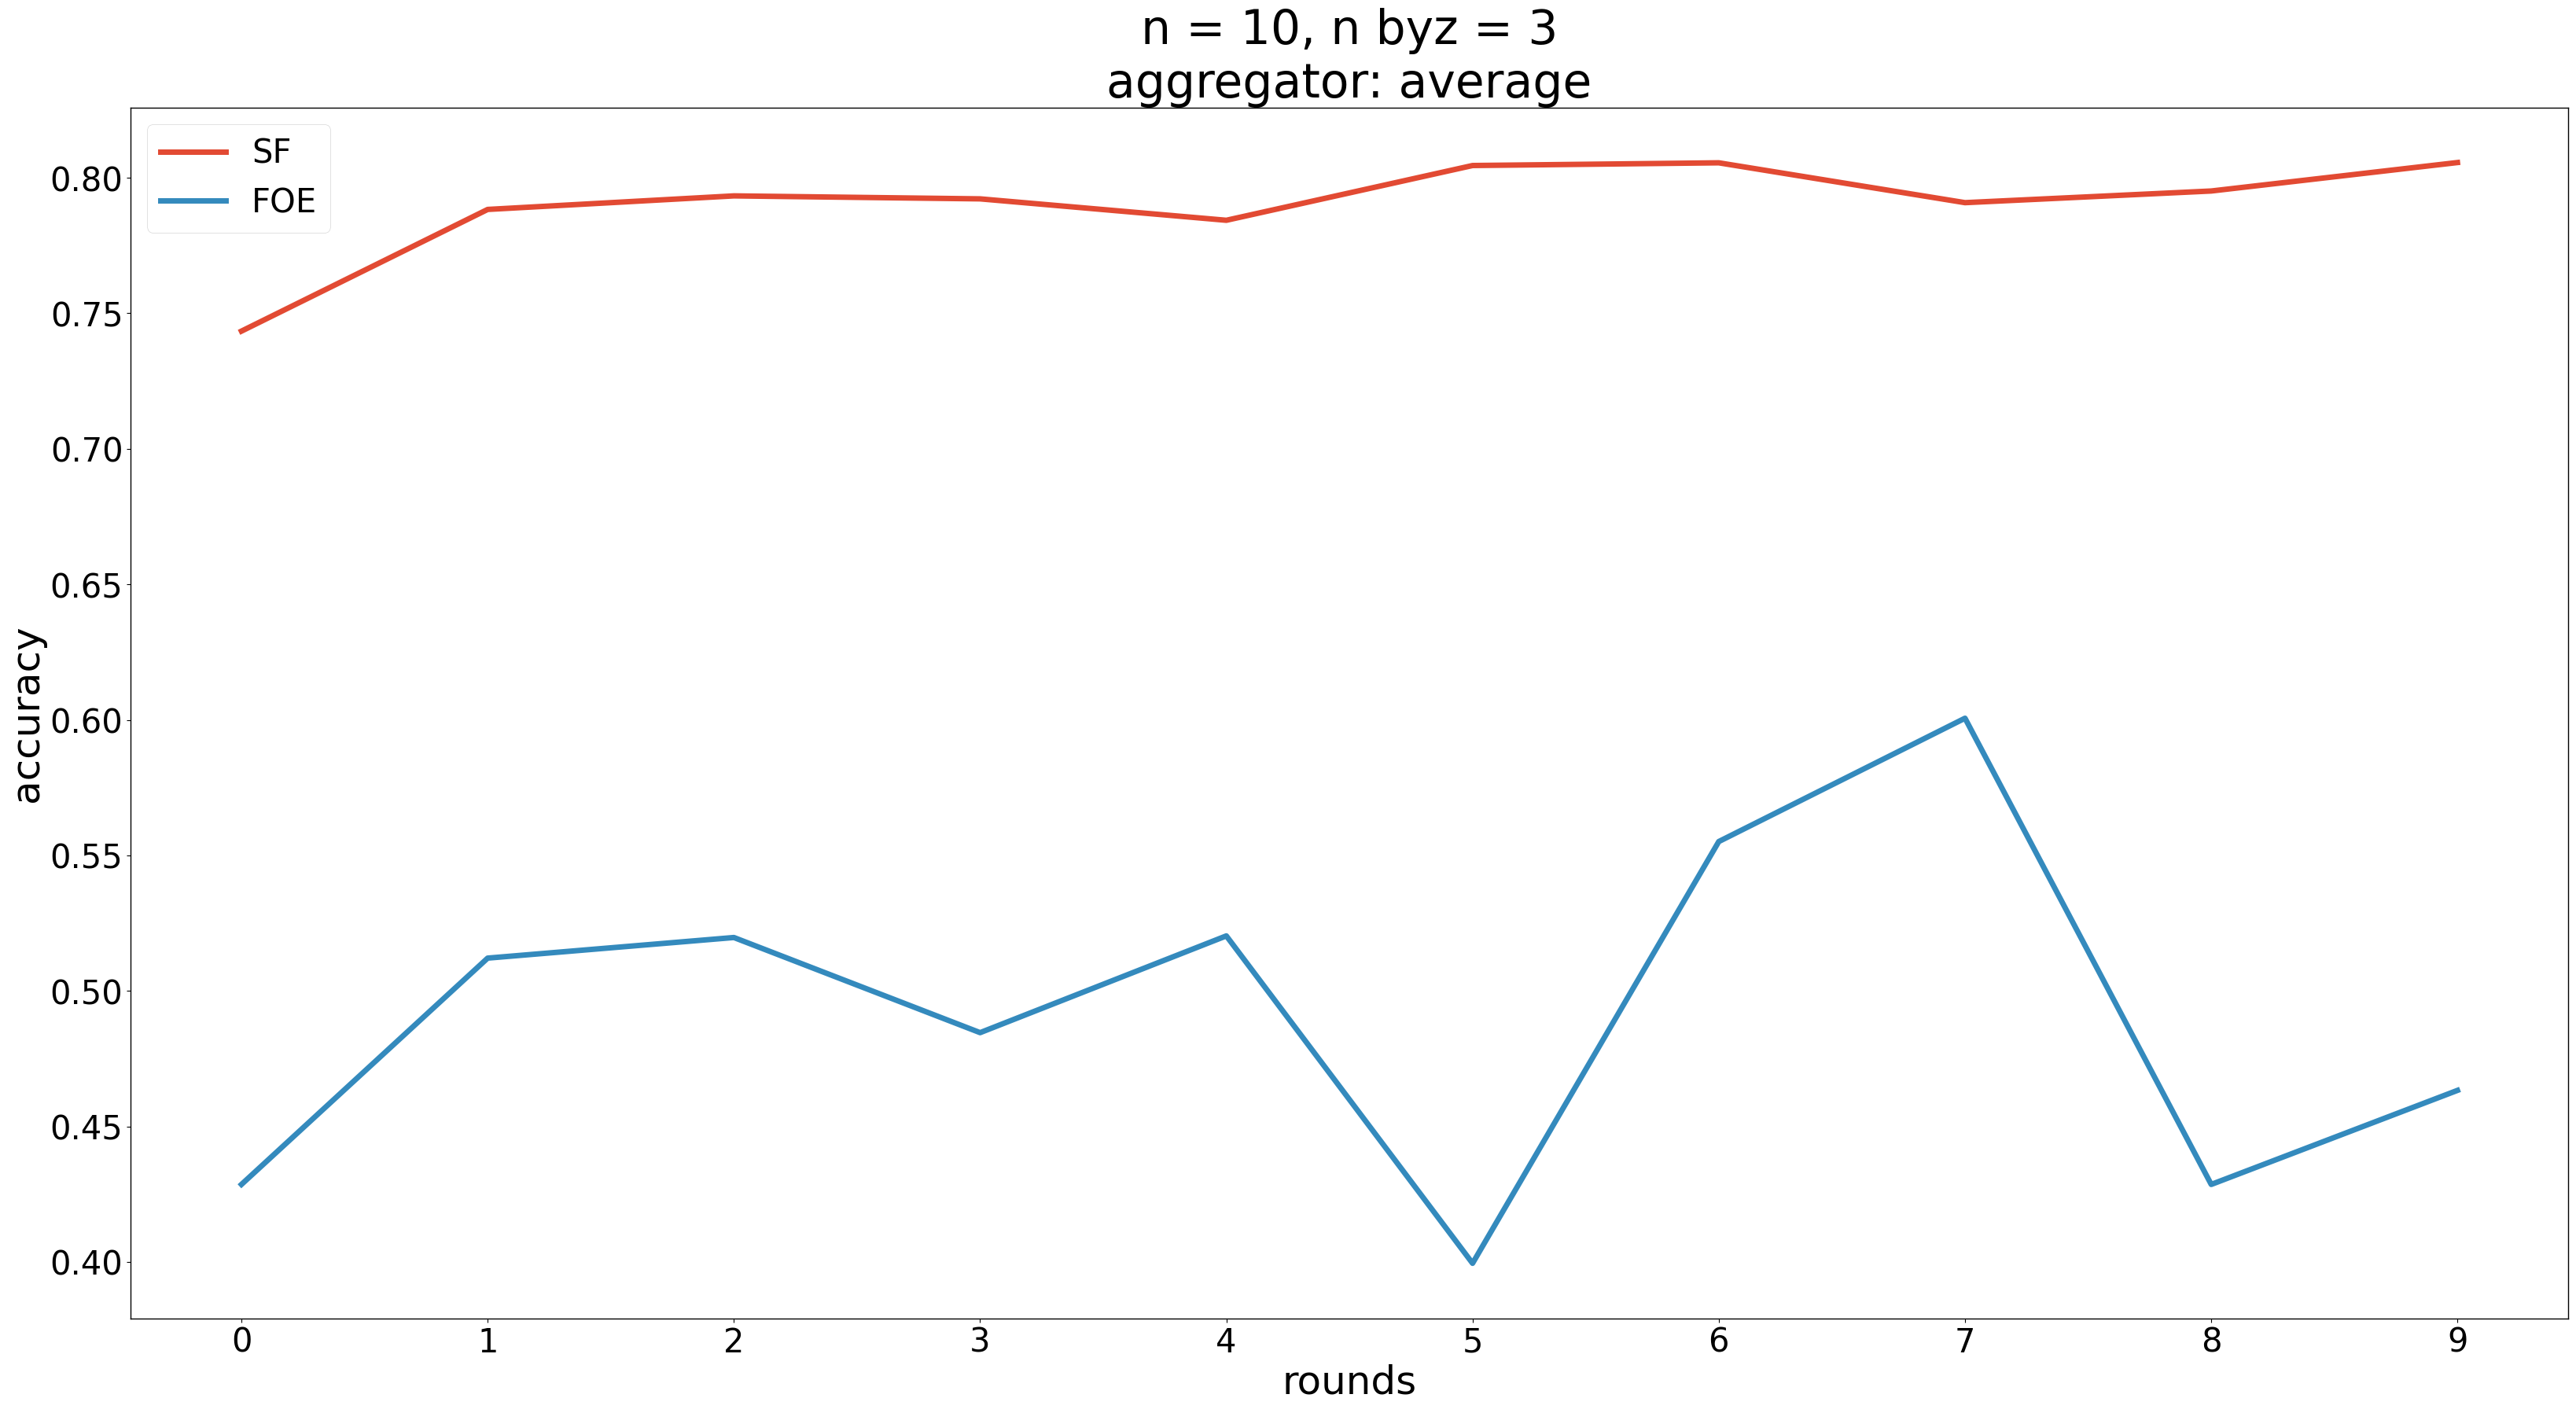 n = 10, n byz = 3
aggregator: average
SF
FOE
0.80
0.75
0.70
0.65
0.60
0.55
0.50
0.45
0.40
accuracy
0 1 2 3 4 5 6 7 8 9
rounds